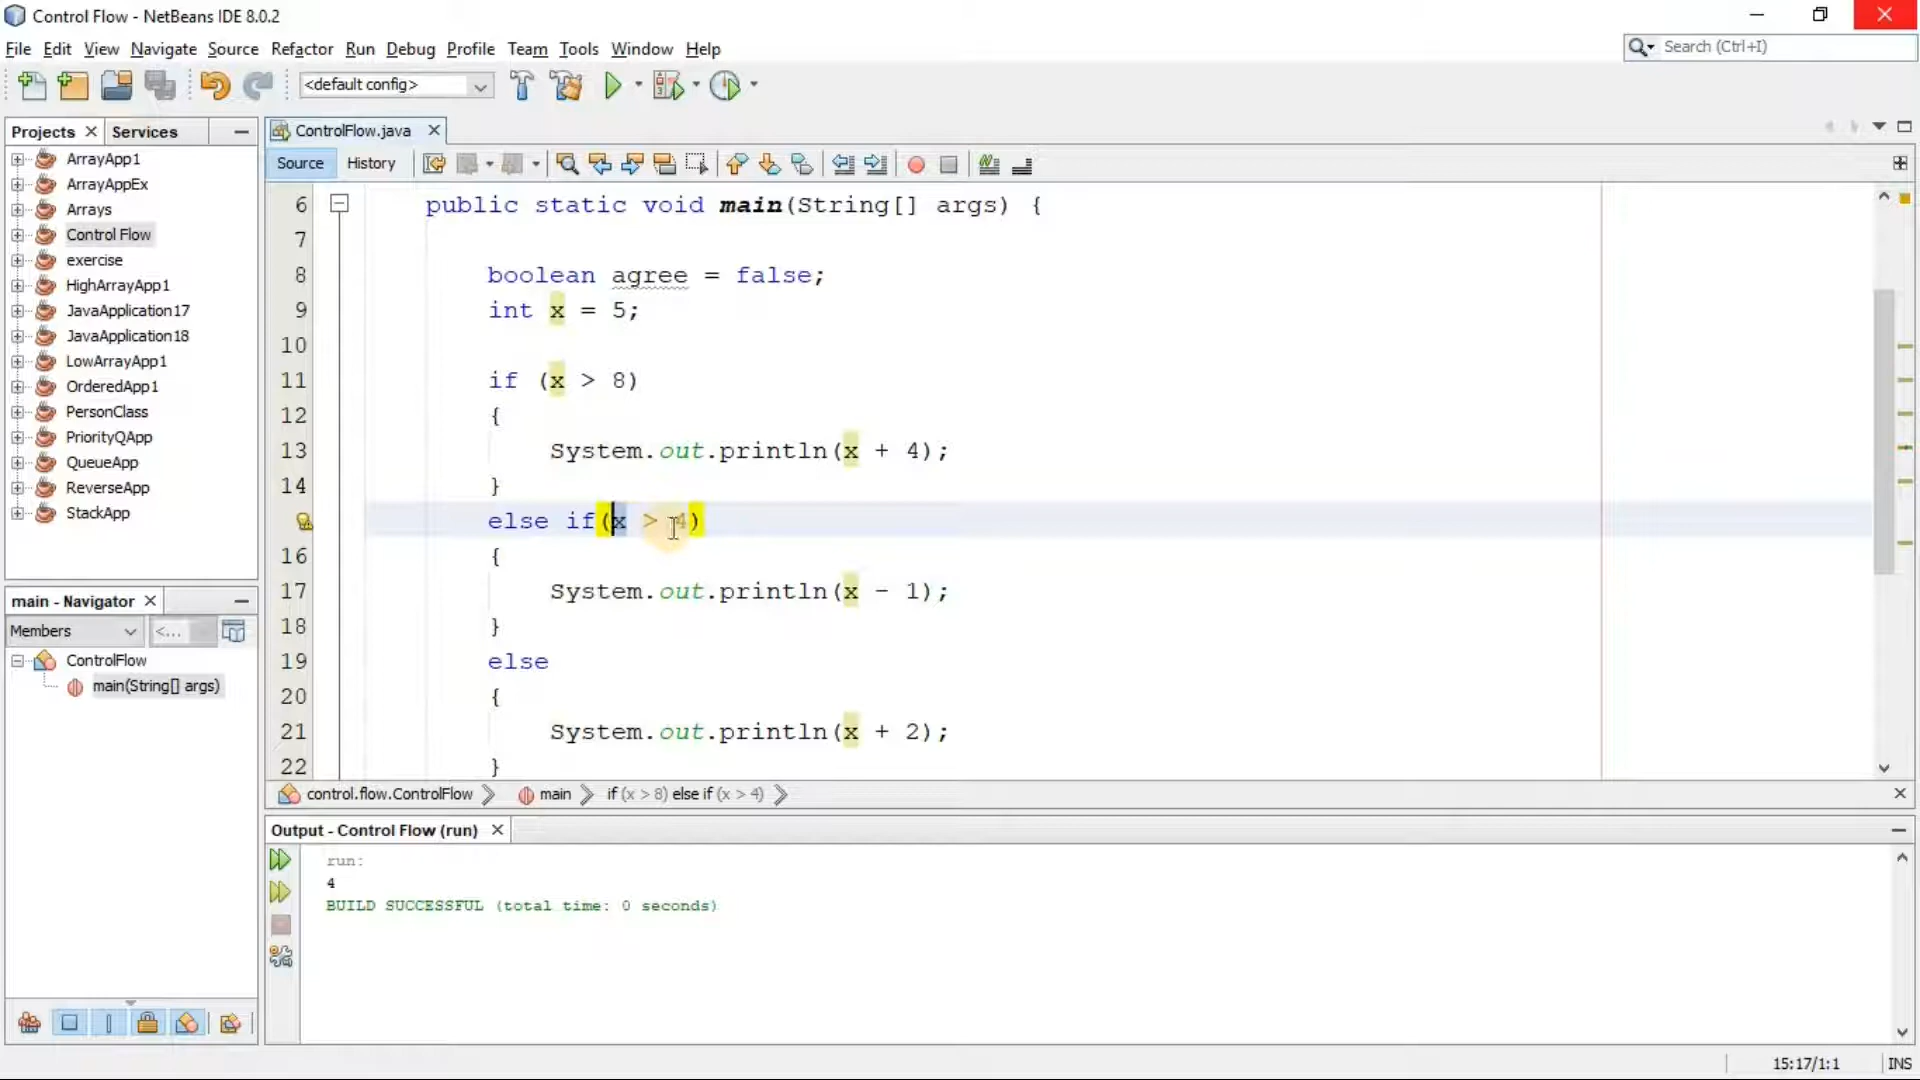 Control Flow - NetBeans IDE 8.0.2
File Edit View Navigate Source Refactor Run Debug Profile Team Tools Window Help
Search (Ctrl+I)
<default config>
Projects Services
ControlFlow.java
Source History
ArrayApp1
ArrayAppEx
Arrays
Control Flow
exercise
HighArrayApp1
JavaApplication17
JavaApplication18
LowArrayApp1
OrderedApp1
PersonClass
PriorityQApp
QueueApp
ReverseApp
StackApp
main - Navigator
Members <...
ControlFlow
main(String[] args)
6 public static void main(String[] args) {
7
8 boolean agree = false;
9 int x = 5;
10
11 if (x > 8)
12 {
13 System.out.println(x + 4);
14 }
else if(x > 4)
16 {
17 System.out.println(x - 1);
18 }
19 else
20 {
21 System.out.println(x + 2);
22 }
control.flow.ControlFlow main if (x > 8) else if (x > 4)
Output - Control Flow (run)
run:
4
BUILD SUCCESSFUL (total time: 0 seconds)
15:17/1:1 INS